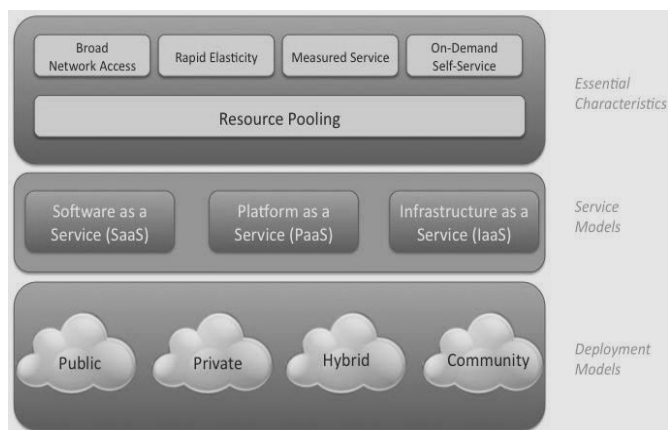 Broad
Network Access
Rapid Elasticity
Measured Service
On-Demand
Self-Service
Resource Pooling
Essential
Characteristics
Software as a
Service (SaaS)
Platform as a
Service (PaaS)
Infrastructure as a
Service (IaaS)
Service
Models
Public
Private
Hybrid
Community
Deployment
Models